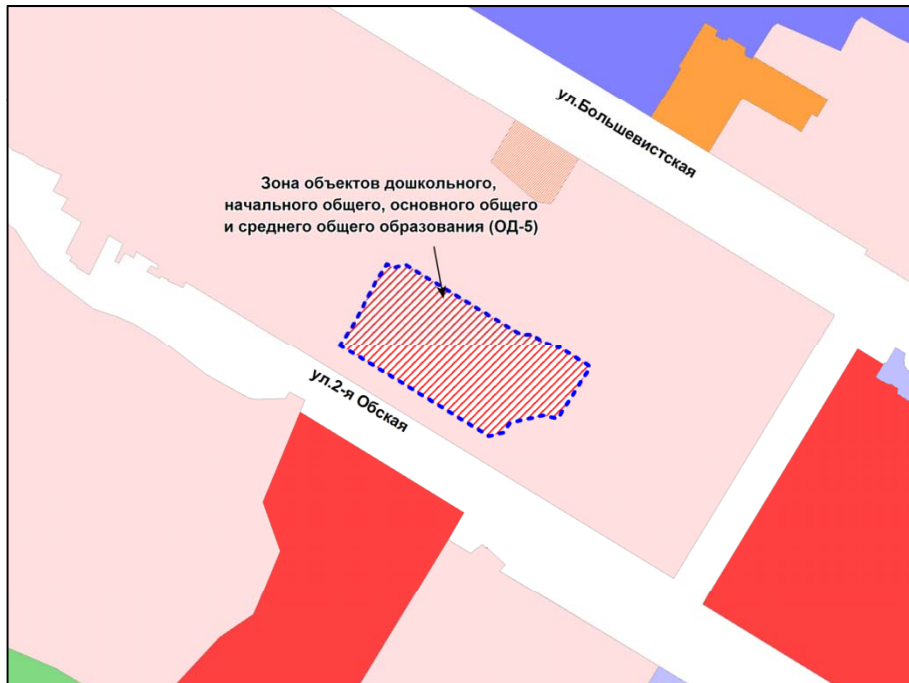 ул.Большевистская
Зона объектов дошкольного,
начального общего, основного общего
и среднего общего образования (ОД-5)
ул.2-я Обская